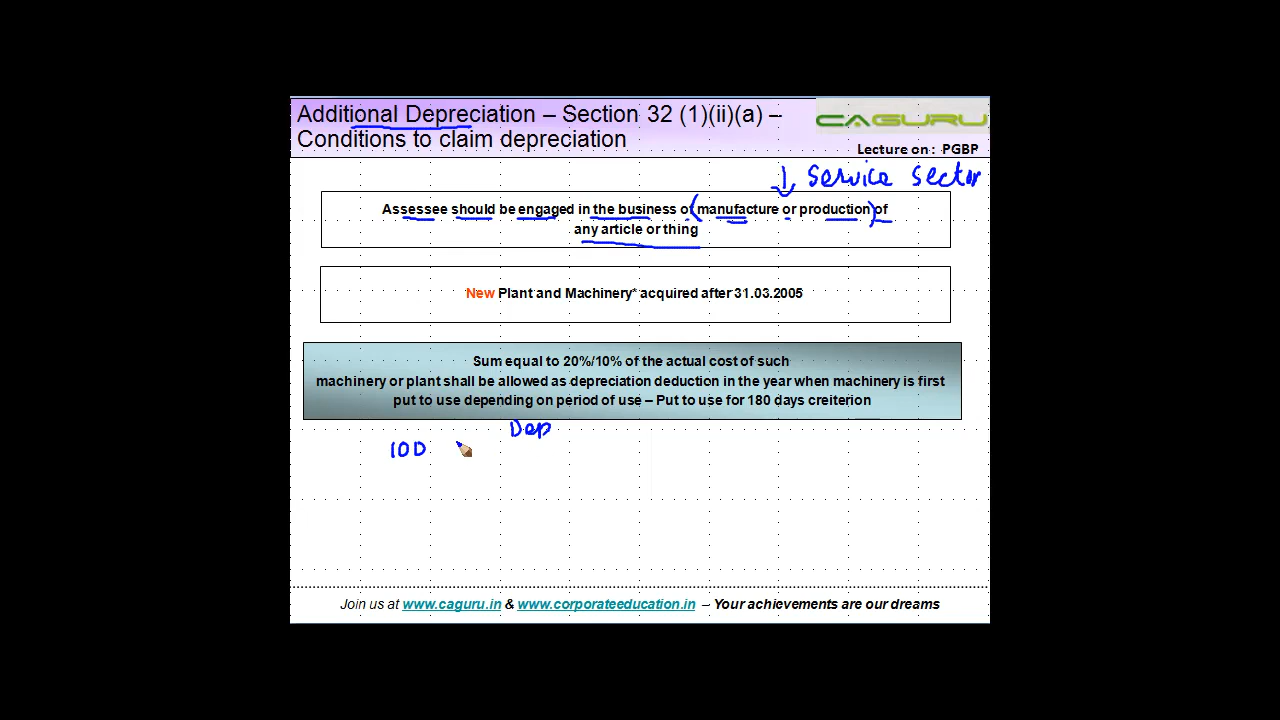 Additional Depreciation – Section 32 (1)(ii)(a) –
Conditions to claim depreciation
CAGURU
Lecture on : PGBP
Service sector
Assessee should be engaged in the business of (manufacture or production) of
any article or thing
New Plant and Machinery* acquired after 31.03.2005
Sum equal to 20%/10% of the actual cost of such
machinery or plant shall be allowed as depreciation deduction in the year when machinery is first
put to use depending on period of use – Put to use for 180 days creiterion
Dep
100
Join us at www.caguru.in & www.corporateeducation.in – Your achievements are our dreams